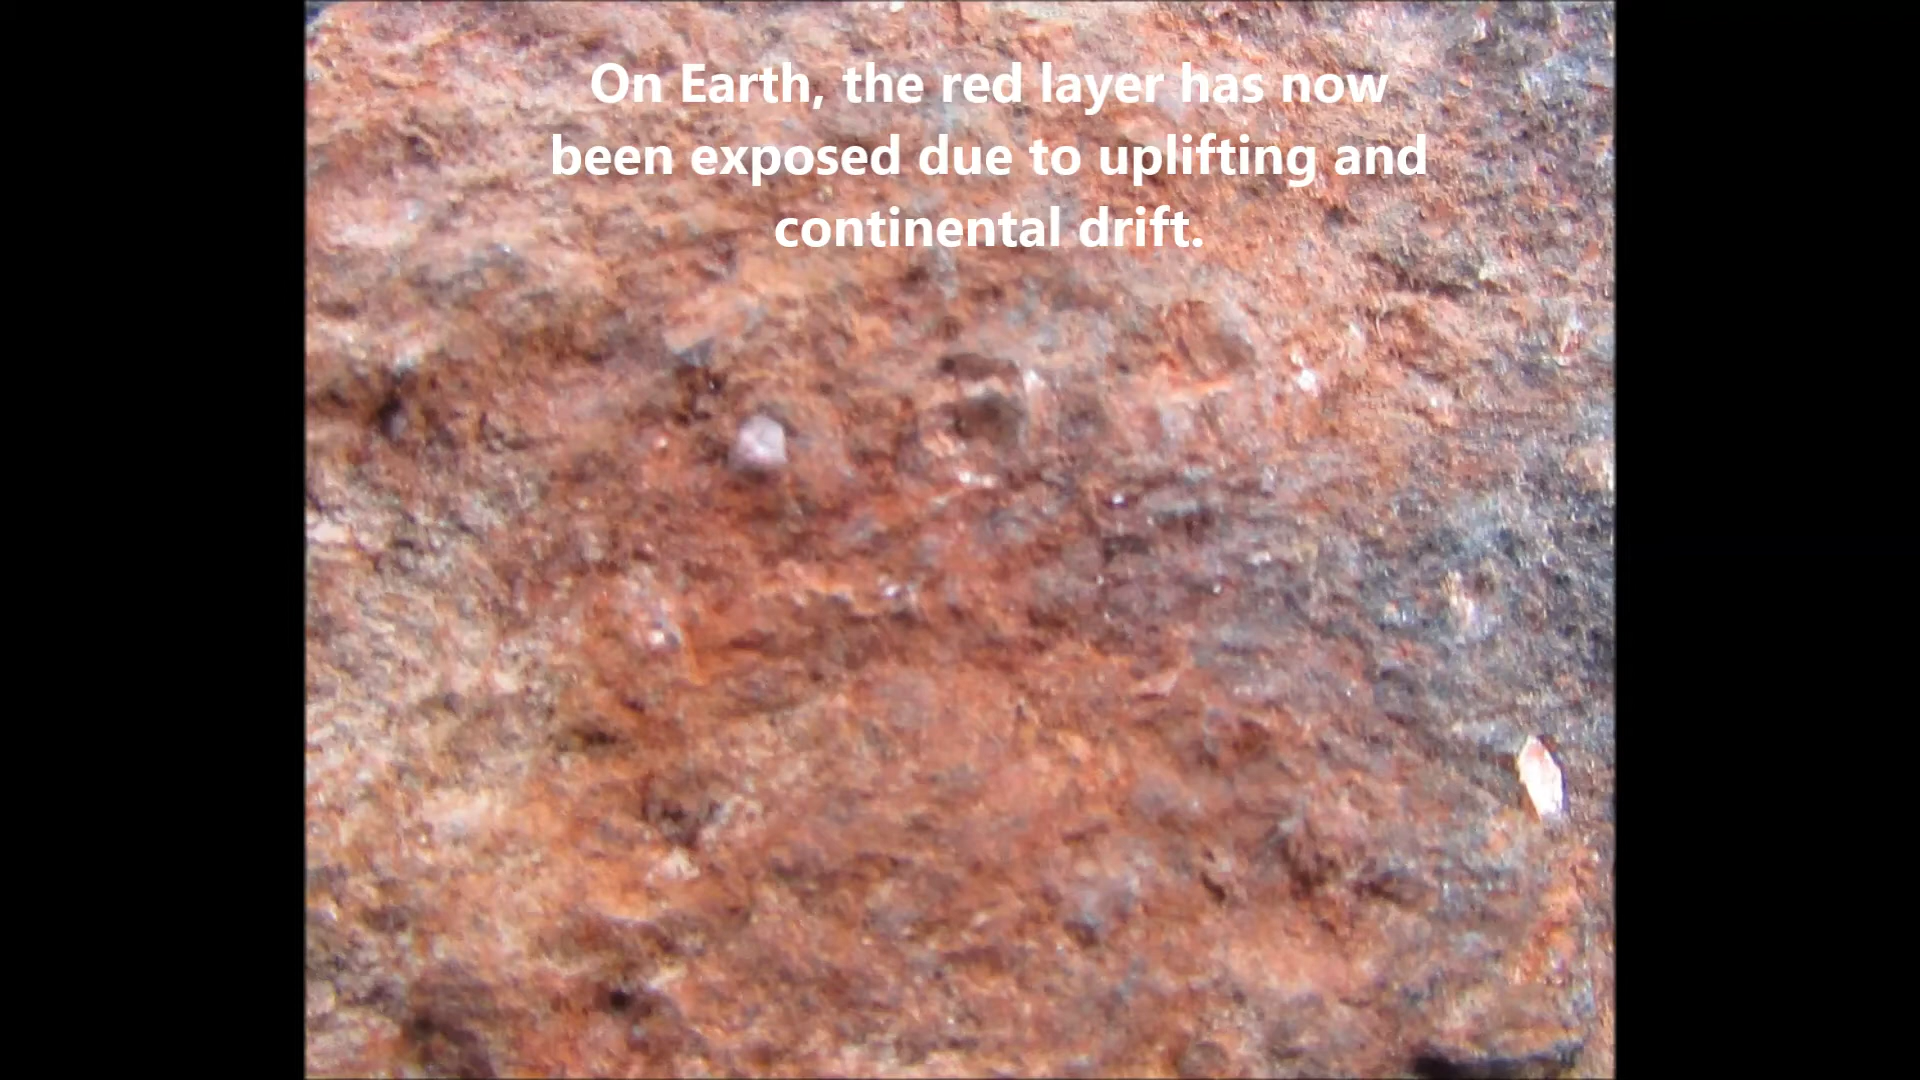 On Earth, the red layer has now
been exposed due to uplifting and
continental drift.